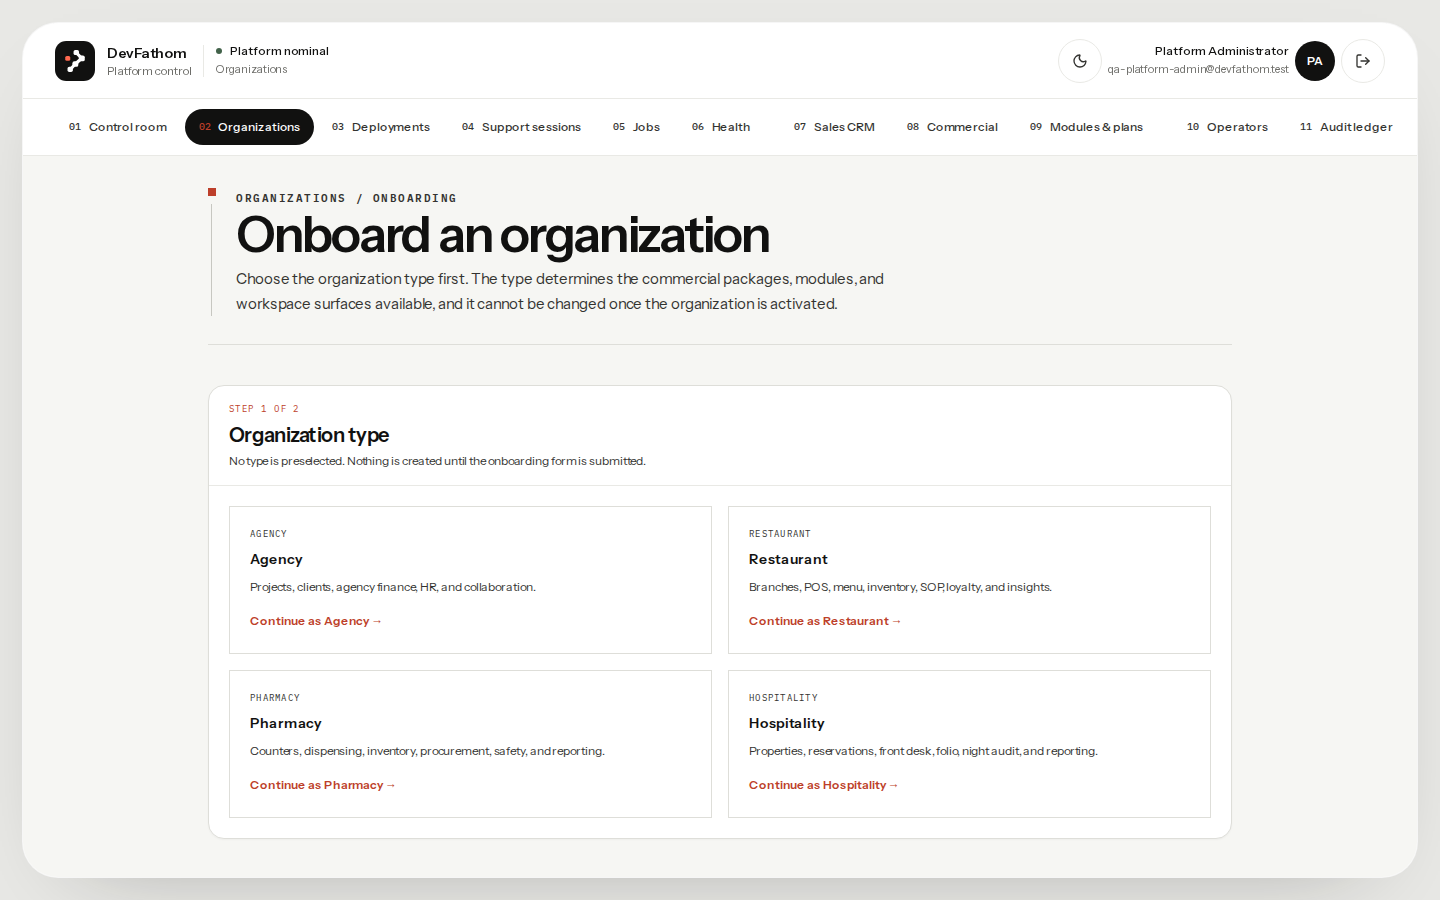 DevFathom
Platform control
Platform nominal
Organizations
Platform Administrator
qa-platform-admin@devfathom.test
PA
01 Control room
02 Organizations
03 Deployments
04 Support sessions
05 Jobs
06 Health
07 Sales CRM
08 Commercial
09 Modules & plans
10 Operators
11 Audit ledger
ORGANIZATIONS / ONBOARDING
Onboard an organization
Choose the organization type first. The type determines the commercial packages, modules, and
workspace surfaces available, and it cannot be changed once the organization is activated.
STEP 1 OF 2
Organization type
No type is preselected. Nothing is created until the onboarding form is submitted.
AGENCY
Agency
Projects, clients, agency finance, HR, and collaboration.
Continue as Agency →
RESTAURANT
Restaurant
Branches, POS, menu, inventory, SOP, loyalty, and insights.
Continue as Restaurant →
PHARMACY
Pharmacy
Counters, dispensing, inventory, procurement, safety, and reporting.
Continue as Pharmacy →
HOSPITALITY
Hospitality
Properties, reservations, front desk, folio, night audit, and reporting.
Continue as Hospitality →